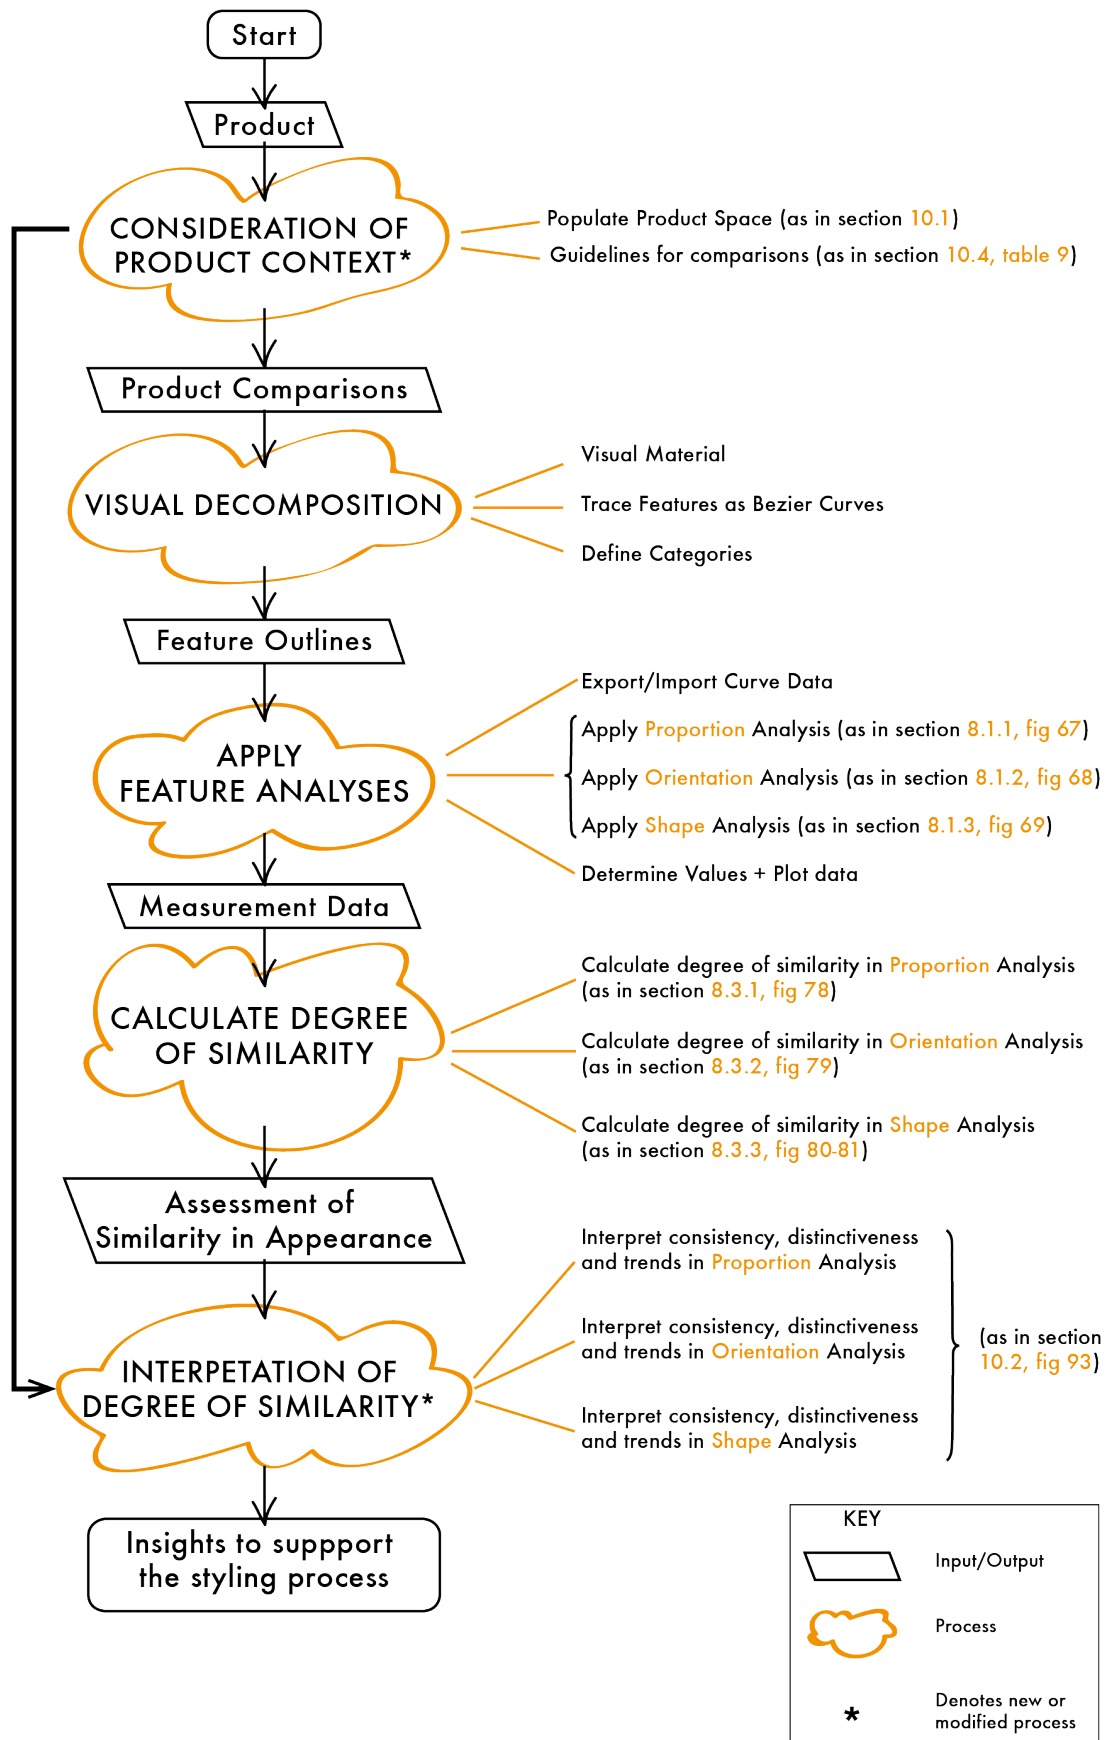 Start
Product
CONSIDERATION OF
PRODUCT CONTEXT*
Populate Product Space (as in section 10.1)
Guidelines for comparisons (as in section 10.4, table 9)
Product Comparisons
VISUAL DECOMPOSITION
Visual Material
Trace Features as Bezier Curves
Define Categories
Feature Outlines
APPLY
FEATURE ANALYSES
Export/Import Curve Data
Apply Proportion Analysis (as in section 8.1.1, fig 67)
Apply Orientation Analysis (as in section 8.1.2, fig 68)
Apply Shape Analysis (as in section 8.1.3, fig 69)
Determine Values + Plot data
Measurement Data
CALCULATE DEGREE
OF SIMILARITY
Calculate degree of similarity in Proportion Analysis
(as in section 8.3.1, fig 78)
Calculate degree of similarity in Orientation Analysis
(as in section 8.3.2, fig 79)
Calculate degree of similarity in Shape Analysis
(as in section 8.3.3, fig 80-81)
Assessment of
Similarity in Appearance
INTERPETATION OF
DEGREE OF SIMILARITY*
Interpret consistency, distinctiveness
and trends in Proportion Analysis
Interpret consistency, distinctiveness
and trends in Orientation Analysis
Interpret consistency, distinctiveness
and trends in Shape Analysis
(as in section
10.2, fig 93)
Insights to suppport
the styling process
KEY
Input/Output
Process
*
Denotes new or
modified process